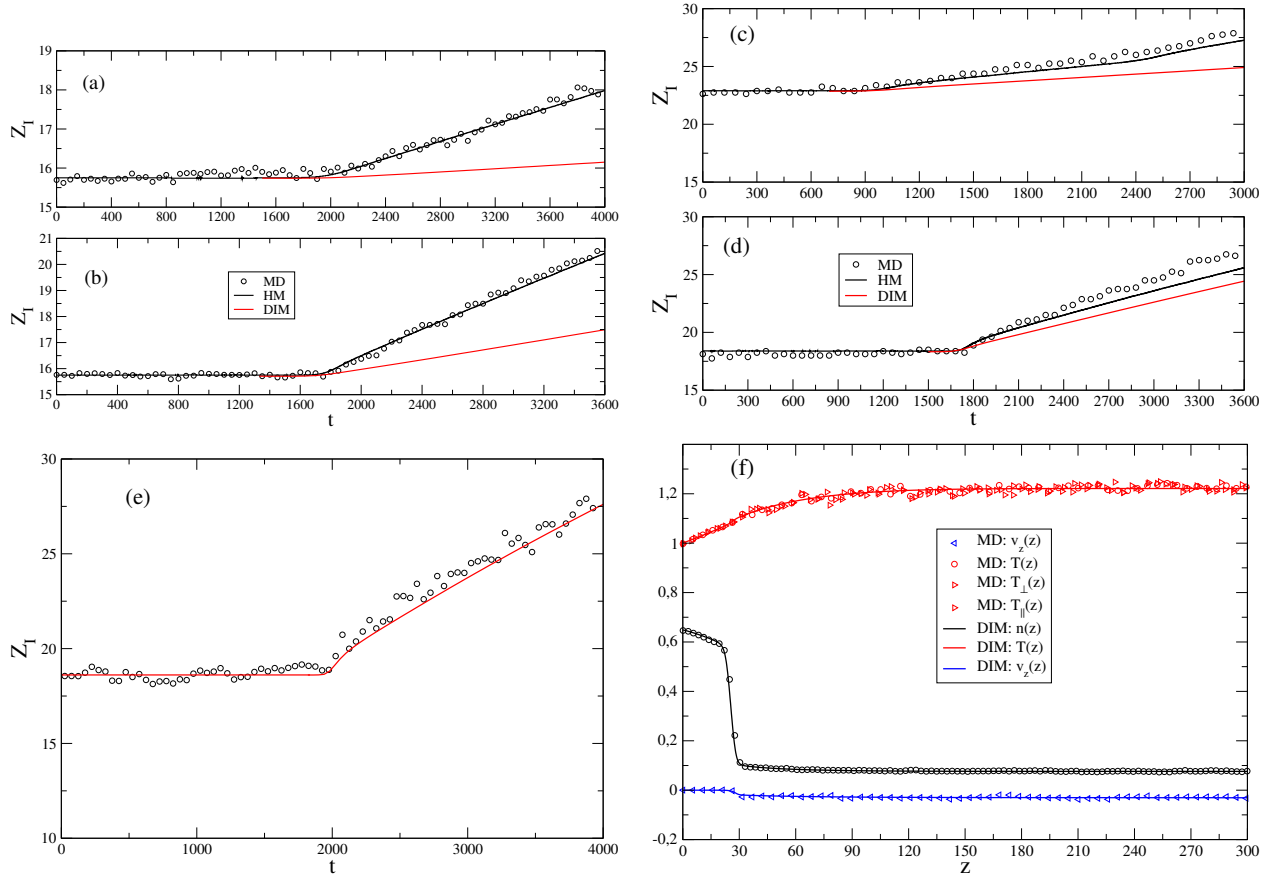 (a)
Z_I
19
18
17
16
15
0 400 800 1200 1600 2000 2400 2800 3200 3600 4000
(b)
Z_I
21
20
19
18
17
16
15
MD
HM
DIM
0 400 800 1200 1600 2000 2400 2800 3200 3600
t
(c)
Z_I
30
27
23
19
15
0 300 600 900 1200 1500 1800 2100 2400 2700 3000
(d)
Z_I
30
25
20
15
MD
HM
DIM
0 300 600 900 1200 1500 1800 2100 2400 2700 3000 3300 3600
t
(e)
Z_I
30
25
20
15
10
0 1000 2000 3000 4000
t
(f)
1,2
1
0,8
0,6
0,4
0,2
0
-0,2
MD: v_z(z)
MD: T(z)
MD: T_⊥(z)
MD: T_||(z)
DIM: n(z)
DIM: T(z)
DIM: v_z(z)
0 30 60 90 120 150 180 210 240 270 300
z